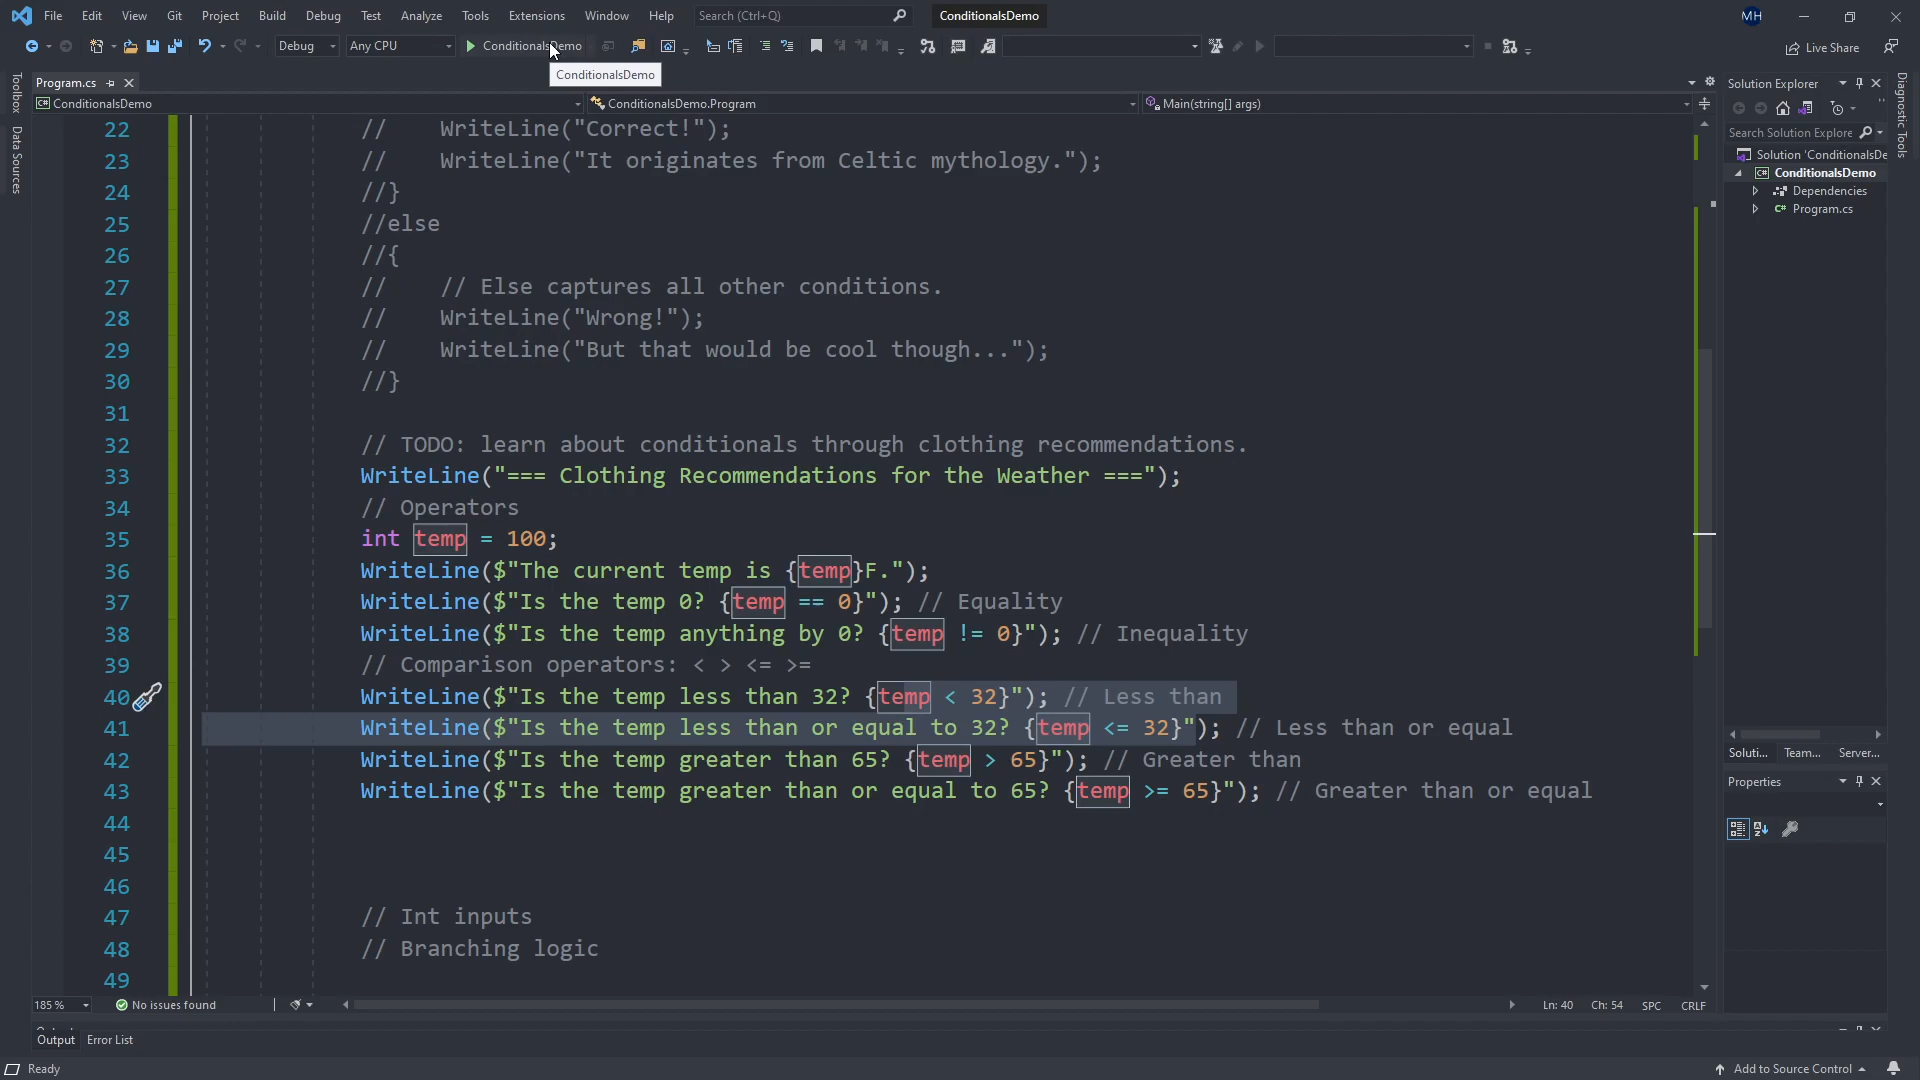 File Edit View Git Project Build Debug Test Analyze Tools Extensions Window Help Search (Ctrl+Q) ConditionalsDemo MH
Debug Any CPU ConditionalsDemo Live Share
ConditionalsDemo
Program.cs
ConditionalsDemo ConditionalsDemo.Program Main(string[] args)
Toolbox
Data Sources
22 // WriteLine("Correct!");
23 // WriteLine("It originates from Celtic mythology.");
24 //}
25 //else
26 //{
27 // // Else captures all other conditions.
28 // WriteLine("Wrong!");
29 // WriteLine("But that would be cool though...");
30 //}
31
32 // TODO: learn about conditionals through clothing recommendations.
33 WriteLine("=== Clothing Recommendations for the Weather ===");
34 // Operators
35 int temp = 100;
36 WriteLine($"The current temp is {temp}F.");
37 WriteLine($"Is the temp 0? {temp == 0}"); // Equality
38 WriteLine($"Is the temp anything by 0? {temp != 0}"); // Inequality
39 // Comparison operators: < > <= >=
40 WriteLine($"Is the temp less than 32? {temp < 32}"); // Less than
41 WriteLine($"Is the temp less than or equal to 32? {temp <= 32}"); // Less than or equal
42 WriteLine($"Is the temp greater than 65? {temp > 65}"); // Greater than
43 WriteLine($"Is the temp greater than or equal to 65? {temp >= 65}"); // Greater than or equal
44
45
46
47 // Int inputs
48 // Branching logic
49
185 % No issues found Ln: 40 Ch: 54 SPC CRLF
Output Error List
Ready Add to Source Control
Solution Explorer
Search Solution Explore
Solution 'ConditionalsDe
ConditionalsDemo
Dependencies
C# Program.cs
Soluti... Team... Server...
Properties
Diagnostic Tools